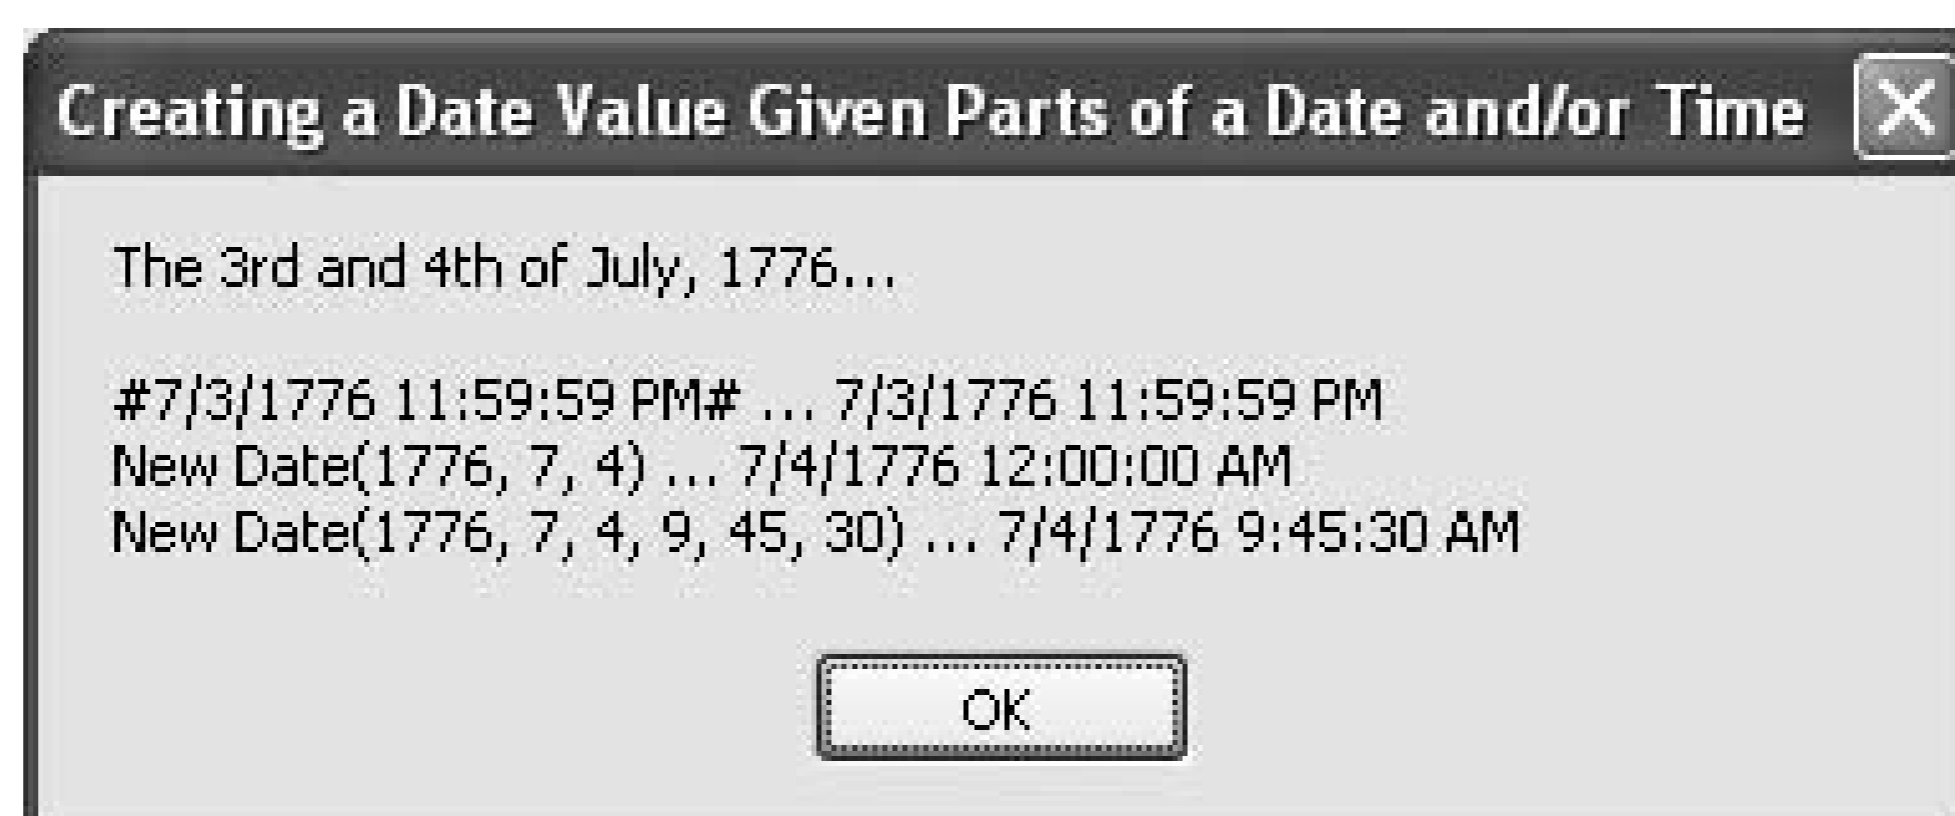 Creating a Date Value Given Parts of a Date and/or Time
The 3rd and 4th of July, 1776...
#7/3/1776 11:59:59 PM# ... 7/3/1776 11:59:59 PM
New Date(1776, 7, 4) ... 7/4/1776 12:00:00 AM
New Date(1776, 7, 4, 9, 45, 30) ... 7/4/1776 9:45:30 AM
OK